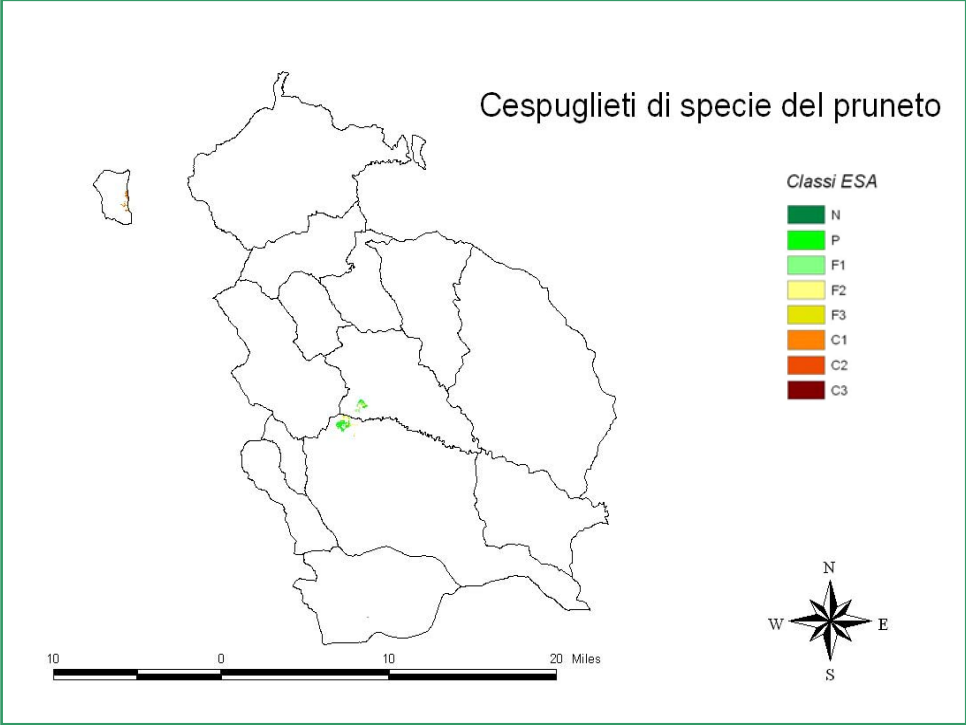 Cespuglieti di specie del pruneto
Classi ESA
N
P
F1
F2
F3
C1
C2
C3
N
W
E
S
10 0 10 20 Miles